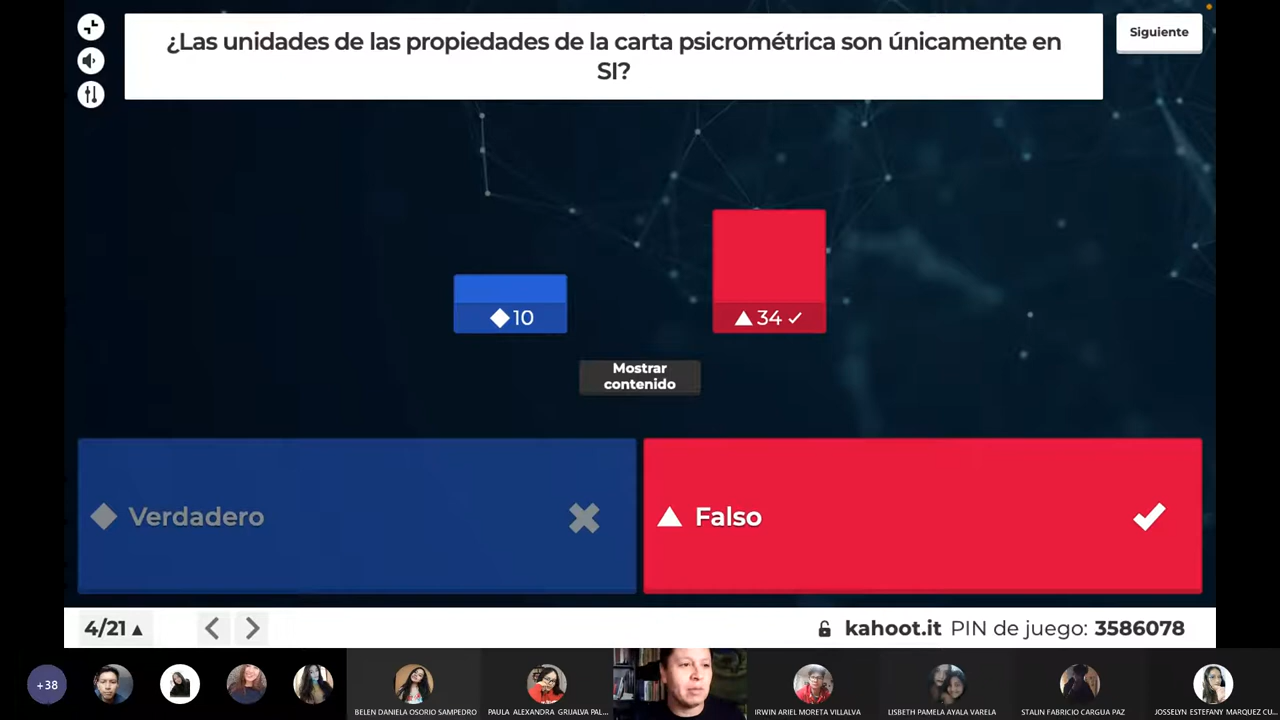 ¿Las unidades de las propiedades de la carta psicrométrica son únicamente en
SI?
Siguiente
10
34
Mostrar
contenido
Verdadero
Falso
4/21
kahoot.it PIN de juego: 3586078
+38
BELEN DANIELA OSORIO SAMPEDRO
PAULA ALEXANDRA GRIJALVA PAL...
IRWIN ARIEL MORETA VILLALVA
LISBETH PAMELA AYALA VARELA
STALIN FABRICIO CARGUA PAZ
JOSSELYN ESTEFANY MARQUEZ CU...